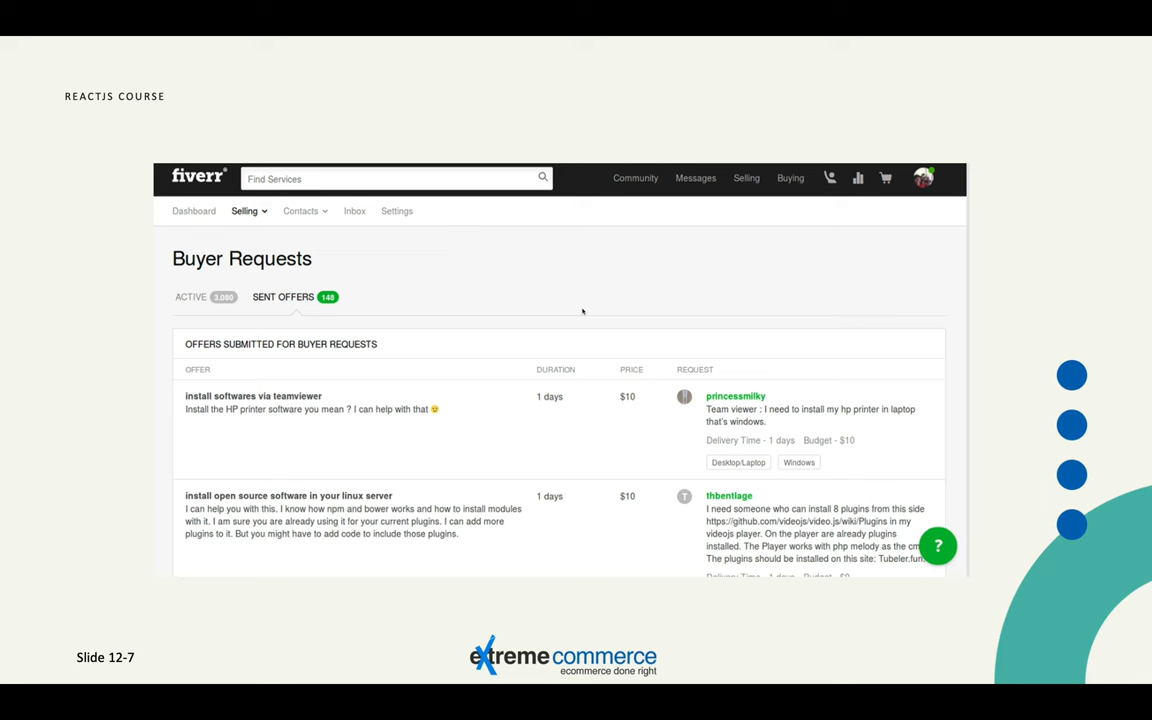 REACTJS COURSE
fiverr®
Find Services
Community Messages Selling Buying
Dashboard Selling Contacts Inbox Settings
Buyer Requests
ACTIVE 3,080 SENT OFFERS 148
OFFERS SUBMITTED FOR BUYER REQUESTS
OFFER DURATION PRICE REQUEST
install softwares via teamviewer 1 days $10 princessmilky
Install the HP printer software you mean ? I can help with that
Team viewer : I need to install my hp printer in laptop
that's windows.
Delivery Time - 1 days Budget - $10
Desktop/Laptop Windows
install open source software in your linux server 1 days $10 T thbentlage
I can help you with this. I know how npm and bower works and how to install modules
with it. I am sure you are already using it for your current plugins. I can add more
plugins to it. But you might have to add code to include those plugins.
I need someone who can install 8 plugins from this side
https://github.com/videojs/video.js/wiki/Plugins in my
videojs player. On the player are already plugins
installed. The Player works with php melody as the cm
The plugins should be installed on this site: Tubeler.fun.
?
Slide 12-7
extreme commerce
ecommerce done right